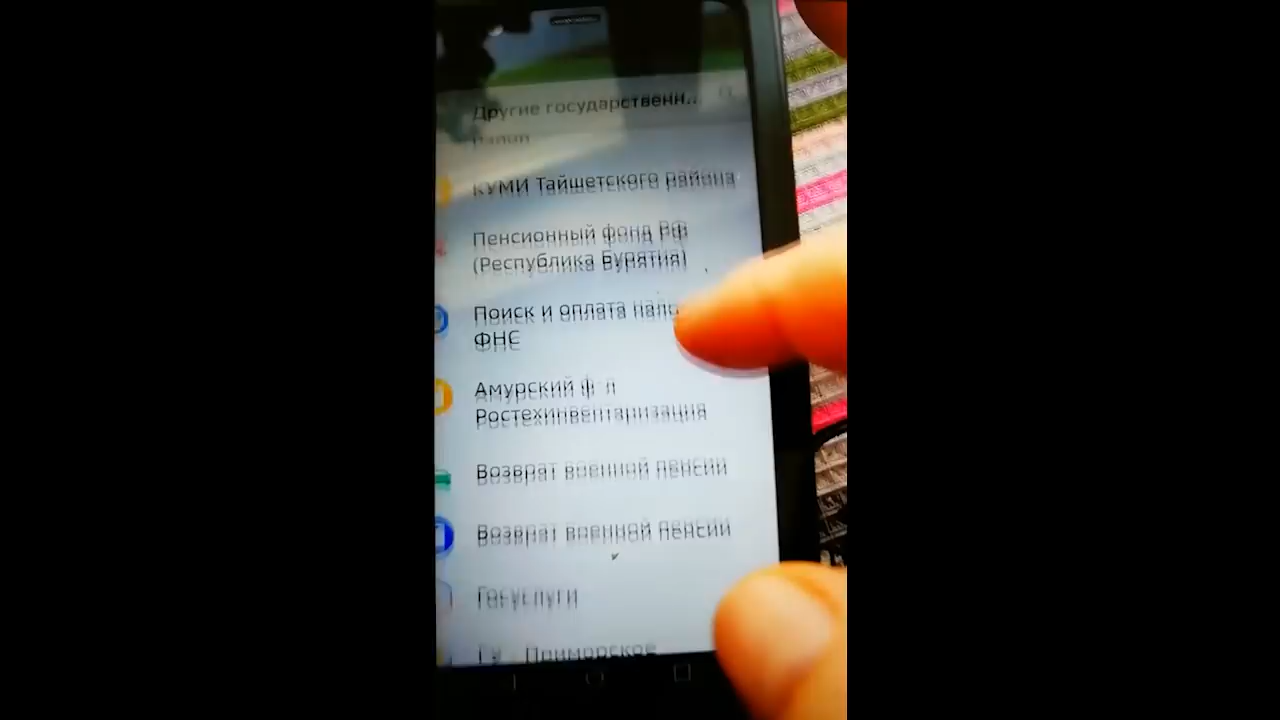 Другие государственн..
КУМИ Тайшетского района
Пенсионный фонд РФ
(Республика Бурятия)
Поиск и оплата
ФНС
Амурский
Ростехинвентаризация
Возврат военной пенсии
Возврат военной пенсии
Госуслуги
ГУ Приморское